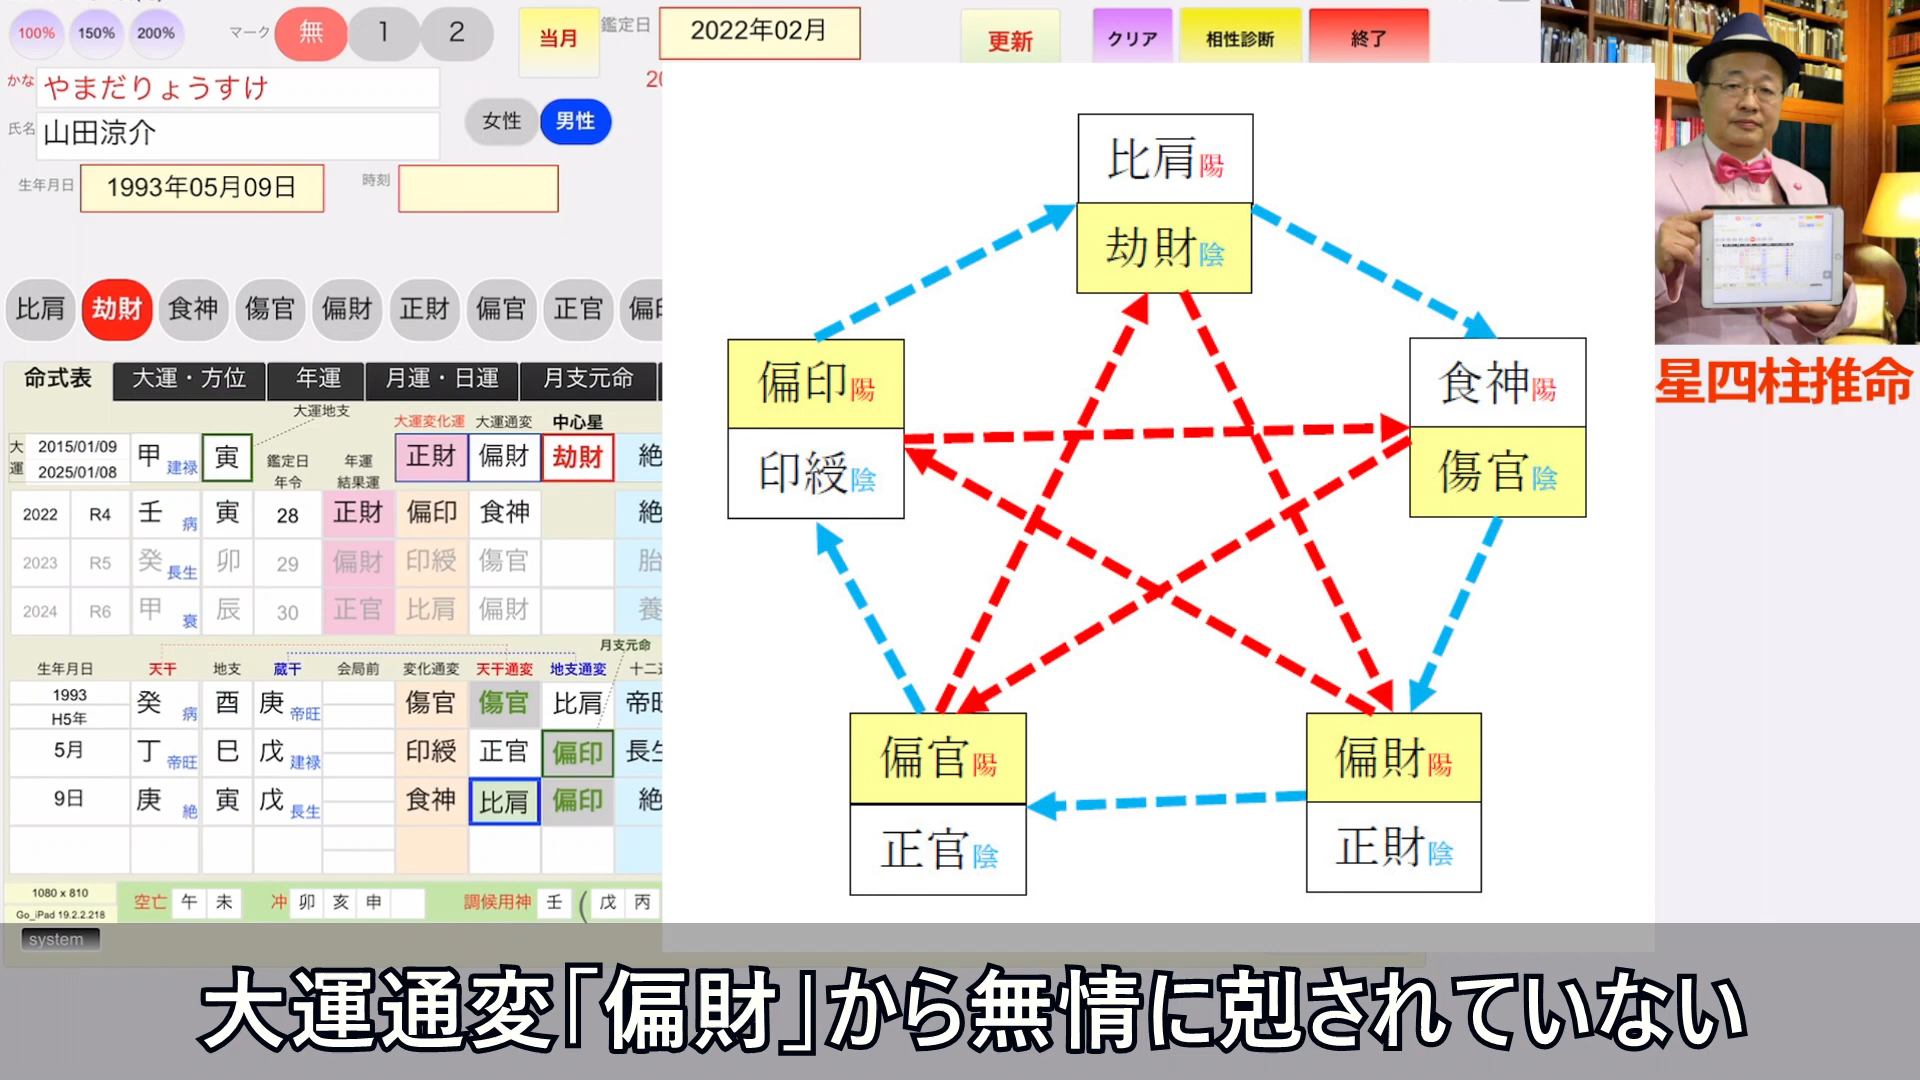 100% 150% 200% マーク 無 1 2 当月 鑑定日 2022年02月 更新 クリア 相性診断 終了
かな やまだりょうすけ
氏名 山田涼介 女性 男性
生年月日 1993年05月09日 時刻
比肩 劫財 食神 傷官 偏財 正財 偏官 正官
命式表 大運・方位 年運 月運・日運 月支元命
大運地支 大運変化運 大運通変 中心星
大運 2015/01/09 2025/01/08 甲 建禄 寅 鑑定日年令 年運結果運 正財 偏財 劫財 絶
2022 R4 壬 病 寅 28 正財 偏印 食神 絶
2023 R5 癸 長生 卯 29 偏財 印綬 傷官 胎
2024 R6 甲 衰 辰 30 正官 比肩 偏財 養
月支元命
生年月日 天干 地支 蔵干 会局前 変化通変 天干通変 地支通変
1993 H5年 癸 病 酉 庚 帝旺 傷官 傷官 比肩 帝旺
5月 丁 帝旺 巳 戊 建禄 印綬 正官 偏印 長生
9日 庚 絶 寅 戊 長生 食神 比肩 偏印 絶
1080 x 810
Go_iPad 19.2.2.218
空亡 午 未 冲 卯 亥 申 調候用神 壬 ( 戊 丙
system
比肩陽
劫財陰
偏印陽
印綬陰
食神陽
傷官陰
偏官陽
正官陰
偏財陽
正財陰
星四柱推命
大運通変「偏財」から無情に剋されていない